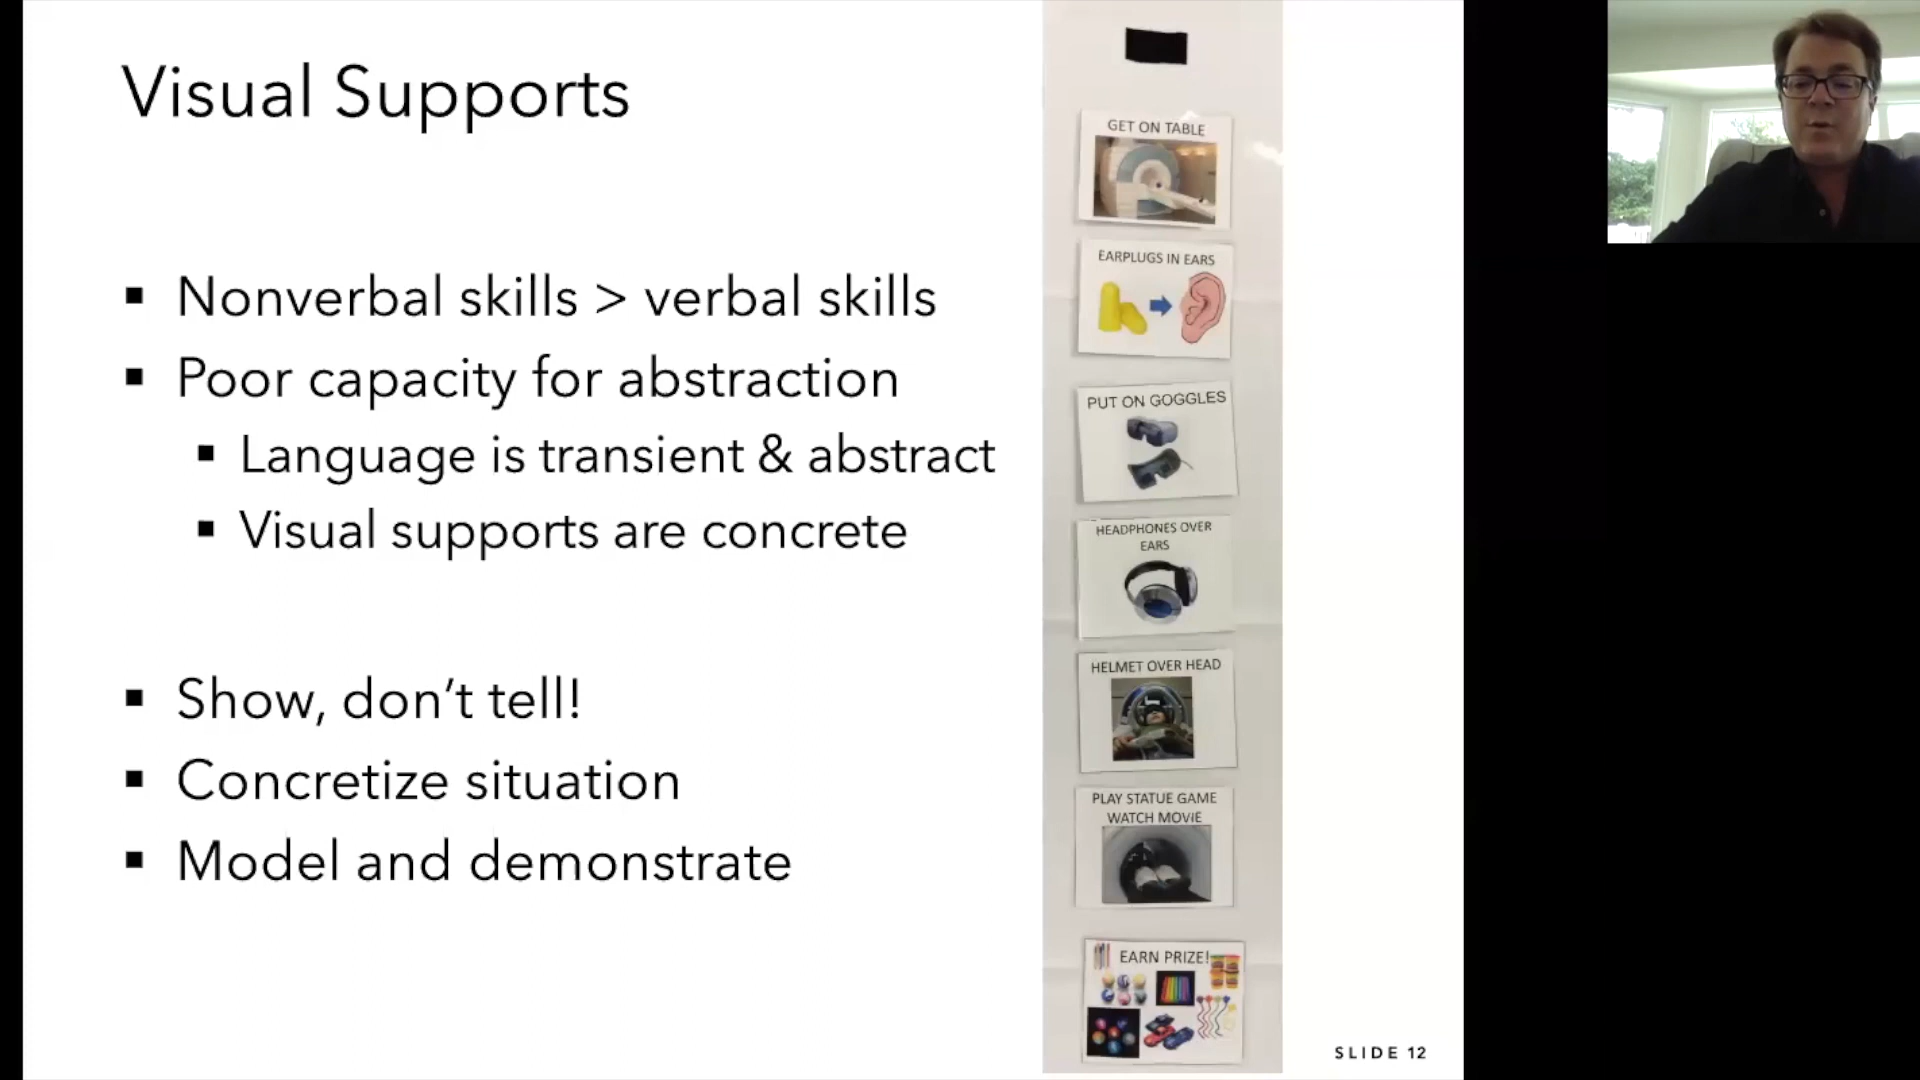 Visual Supports
Nonverbal skills > verbal skills
Poor capacity for abstraction
Language is transient & abstract
Visual supports are concrete
Show, don’t tell!
Concretize situation
Model and demonstrate
GET ON TABLE
EARPLUGS IN EARS
PUT ON GOGGLES
HEADPHONES OVER
EARS
HELMET OVER HEAD
PLAY STATUE GAME
WATCH MOVIE
EARN PRIZE!
SLIDE 12